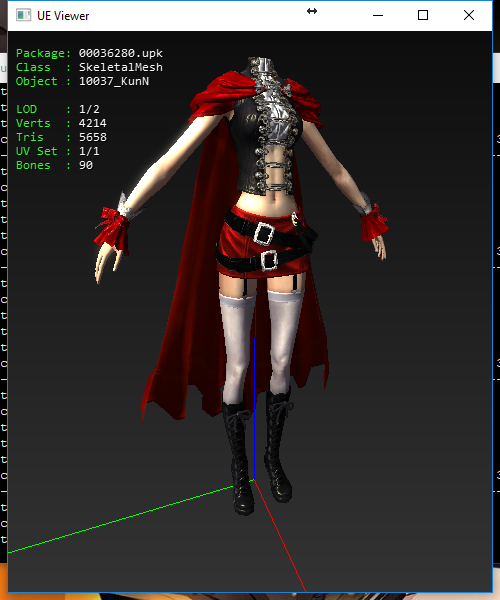 UE Viewer
Package: 00036280.upk
Class  : SkeletalMesh
Object : 10037_KunN
LOD    : 1/2
Verts  : 4214
Tris   : 5658
UV Set : 1/1
Bones  : 90